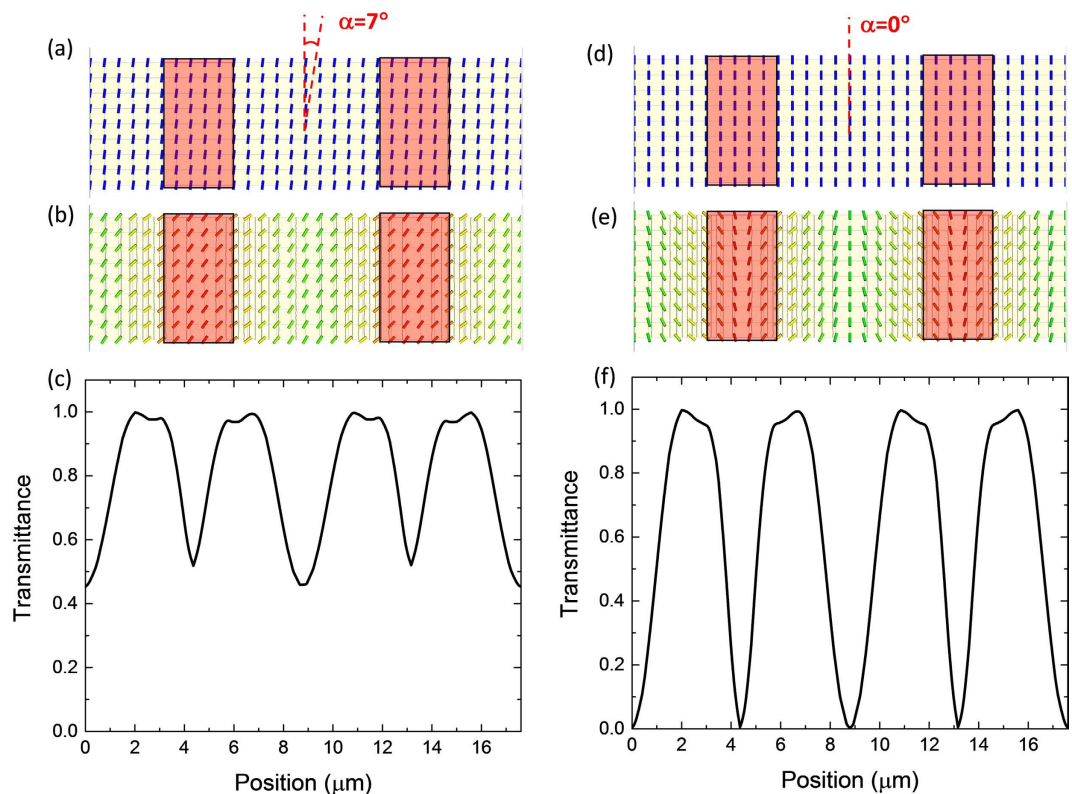 (a)
α=7°
(b)
(c)
Transmittance
1.0
0.8
0.6
0.4
0.2
0.0
0 2 4 6 8 10 12 14 16
Position (μm)
(d)
α=0°
(e)
(f)
Transmittance
1.0
0.8
0.6
0.4
0.2
0.0
0 2 4 6 8 10 12 14 16
Position (μm)